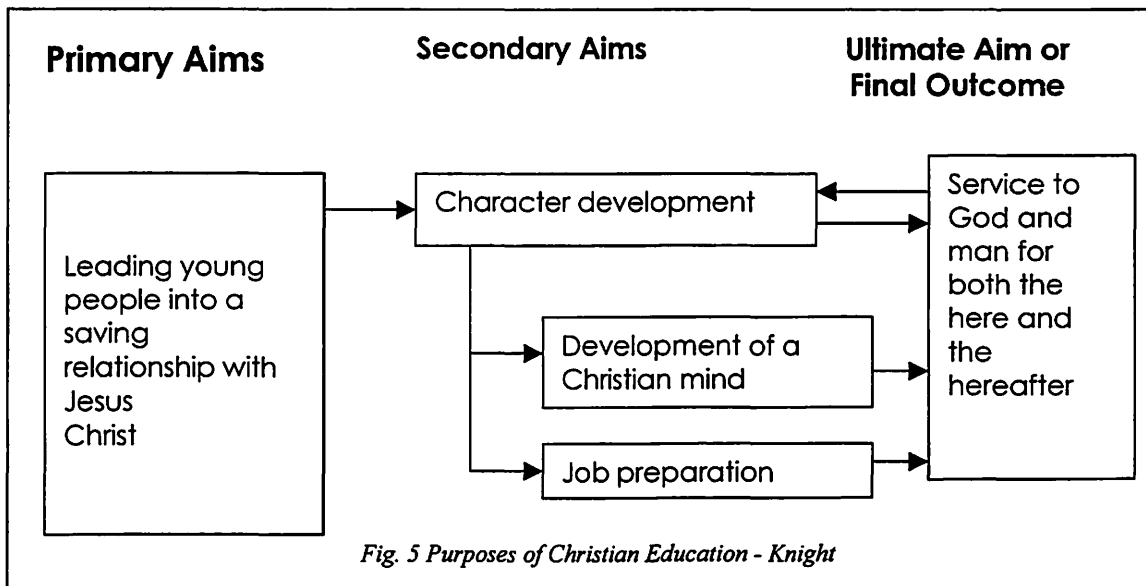 Primary Aims
Secondary Aims
Ultimate Aim or
Final Outcome
Leading young
people into a
saving
relationship with
Jesus
Christ
Character development
Development of a
Christian mind
Job preparation
Service to
God and
man for
both the
here and
the
hereafter
Fig. 5 Purposes of Christian Education - Knight